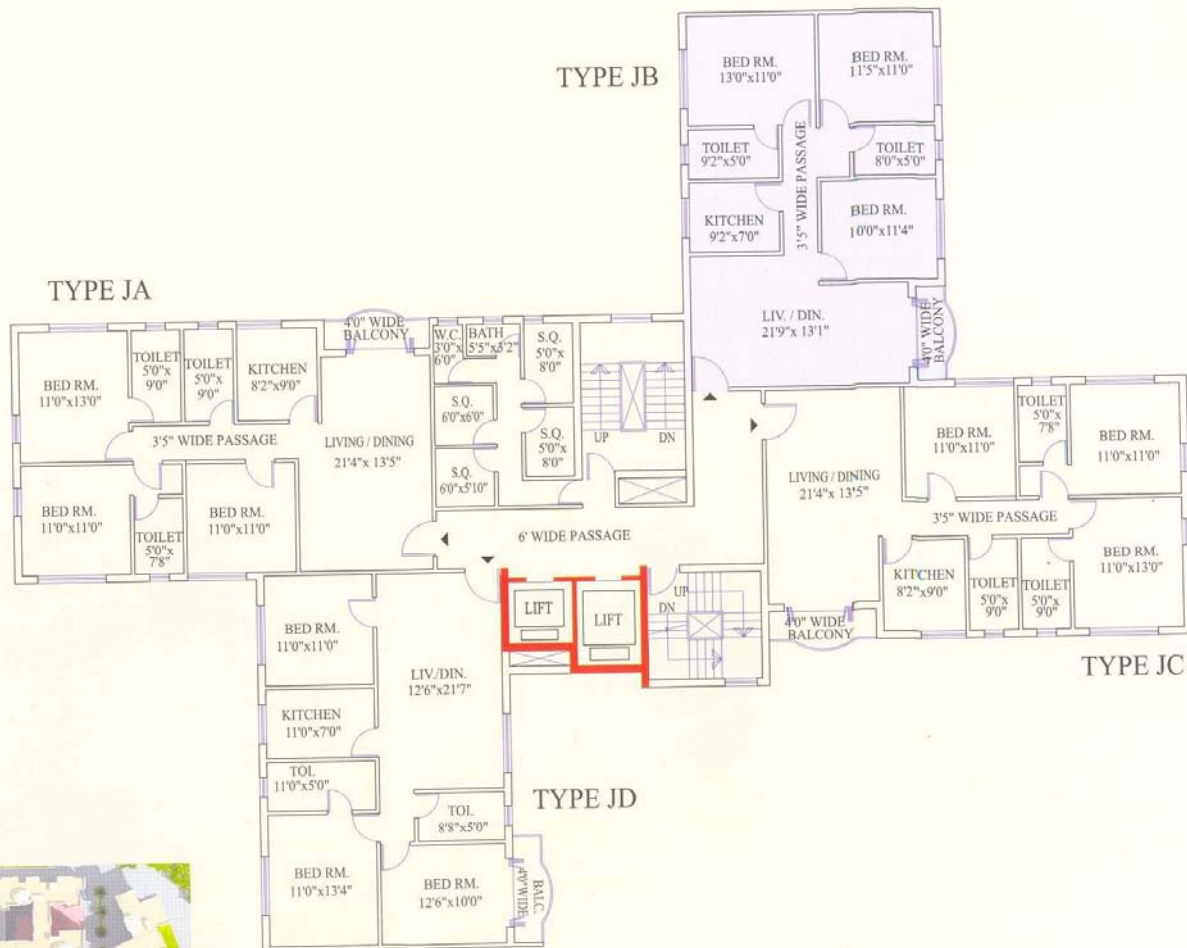 TYPE JB
BED RM.
13'0"x11'0"
BED RM.
11'5"x11'0"
TOILET
9'2"x5'0"
3'5" WIDE PASSAGE
TOILET
8'0"x5'0"
KITCHEN
9'2"x7'0"
BED RM.
10'0"x11'4"
LIV. / DIN.
21'9"x 13'1"
4'0" WIDE
BALCONY
TYPE JA
BED RM.
11'0"x13'0"
TOILET
5'0"x
9'0"
TOILET
5'0"x
9'0"
KITCHEN
8'2"x9'0"
4'0" WIDE
BALCONY
3'5" WIDE PASSAGE
LIVING / DINING
21'4"x 13'5"
BED RM.
11'0"x11'0"
TOILET
5'0"x
7'8"
BED RM.
11'0"x11'0"
W.C.
3'0"x
6'0"
BATH
5'5"x3'2"
S.Q.
5'0"x
8'0"
S.Q.
6'0"x6'0"
S.Q.
5'0"x
8'0"
S.Q.
6'0"x5'10"
UP
DN
6' WIDE PASSAGE
LIFT
LIFT
UP
DN
LIVING / DINING
21'4"x 13'5"
BED RM.
11'0"x11'0"
TOILET
5'0"x
7'8"
BED RM.
11'0"x11'0"
3'5" WIDE PASSAGE
KITCHEN
8'2"x9'0"
TOILET
5'0"x
9'0"
TOILET
5'0"x
9'0"
BED RM.
11'0"x13'0"
4'0" WIDE
BALCONY
TYPE JC
BED RM.
11'0"x11'0"
LIV./DIN.
12'6"x21'7"
KITCHEN
11'0"x7'0"
TOI.
11'0"x5'0"
TOI.
8'8"x5'0"
TYPE JD
BED RM.
11'0"x13'4"
BED RM.
12'6"x10'0"
4'0"WIDE
BALC.